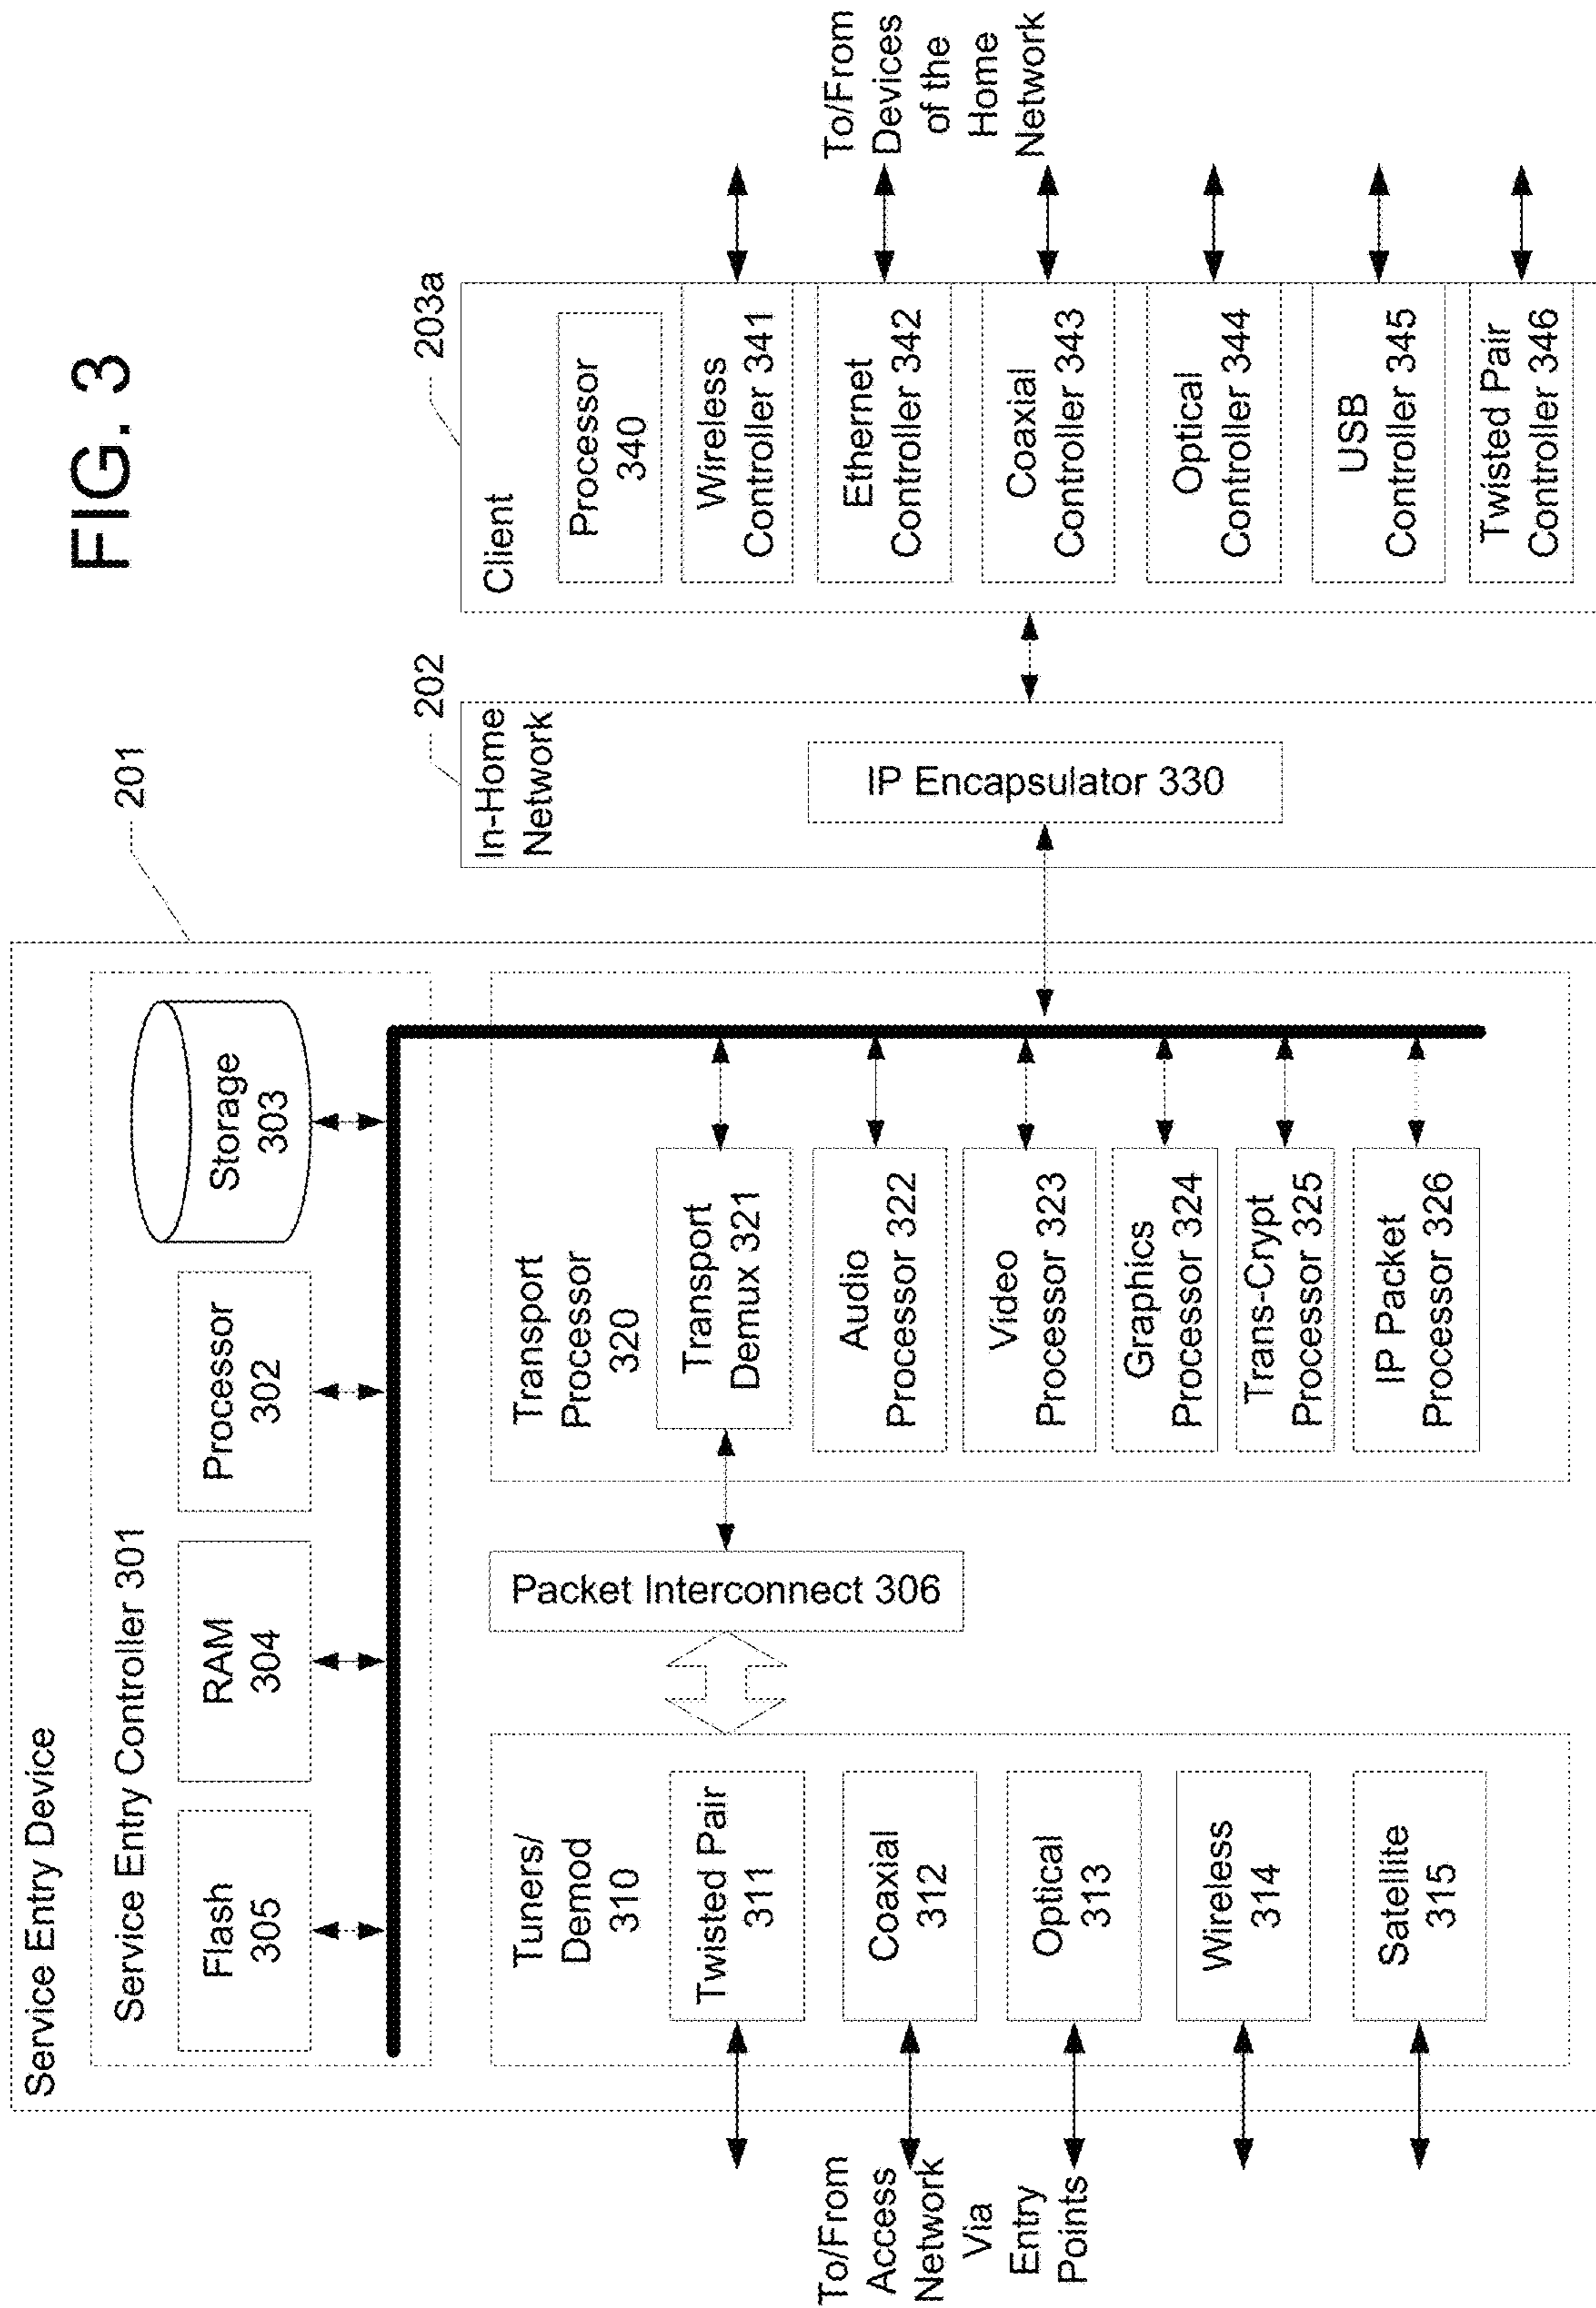 FIG. 3
Service Entry Device
201
Service Entry Controller 301
Flash
305
RAM
304
Processor
302
Storage
303
Tuners/
Demod
310
Twisted Pair
311
Coaxial
312
Optical
313
Wireless
314
Satellite
315
To/From
Access
Network
Via
Entry
Points
Packet Interconnect 306
Transport
Processor
320
Transport
Demux 321
Audio
Processor 322
Video
Processor 323
Graphics
Processor 324
Trans-Crypt
Processor 325
IP Packet
Processor 326
202
In-Home
Network
IP Encapsulator 330
203a
Client
Processor
340
Wireless
Controller 341
Ethernet
Controller 342
Coaxial
Controller 343
Optical
Controller 344
USB
Controller 345
Twisted Pair
Controller 346
To/From
Devices
of the
Home
Network